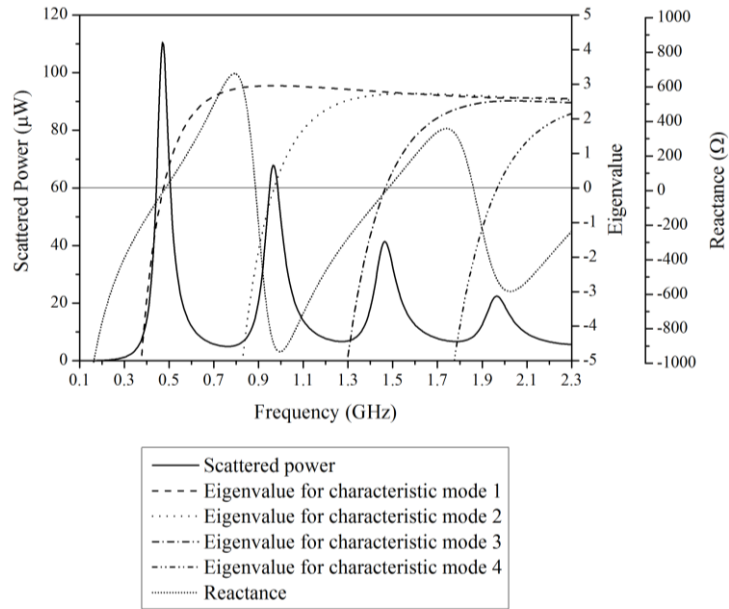 Scattered Power (μW)
120
100
80
60
40
20
0
0.1 0.3 0.5 0.7 0.9 1.1 1.3 1.5 1.7 1.9 2.1 2.3
Frequency (GHz)
5
4
3
2
1
0
-1
-2
-3
-4
-5
Eigenvalue
1000
800
600
400
200
0
-200
-400
-600
-800
-1000
Reactance (Ω)
Scattered power
Eigenvalue for characteristic mode 1
Eigenvalue for characteristic mode 2
Eigenvalue for characteristic mode 3
Eigenvalue for characteristic mode 4
Reactance